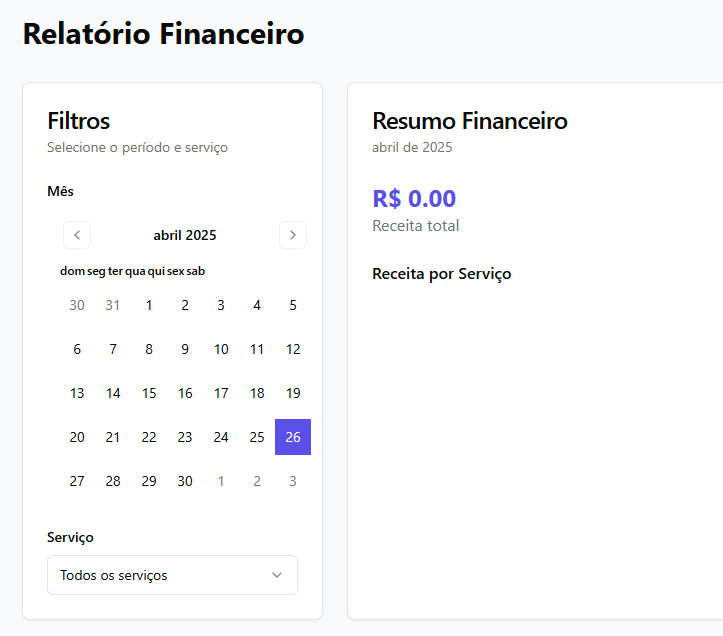 Relatório Financeiro
Filtros
Selecione o período e serviço
Mês
abril 2025
dom seg ter qua qui sex sab
30 31 1 2 3 4 5
6 7 8 9 10 11 12
13 14 15 16 17 18 19
20 21 22 23 24 25 26
27 28 29 30 1 2 3
Serviço
Todos os serviços
Resumo Financeiro
abril de 2025
R$ 0.00
Receita total
Receita por Serviço